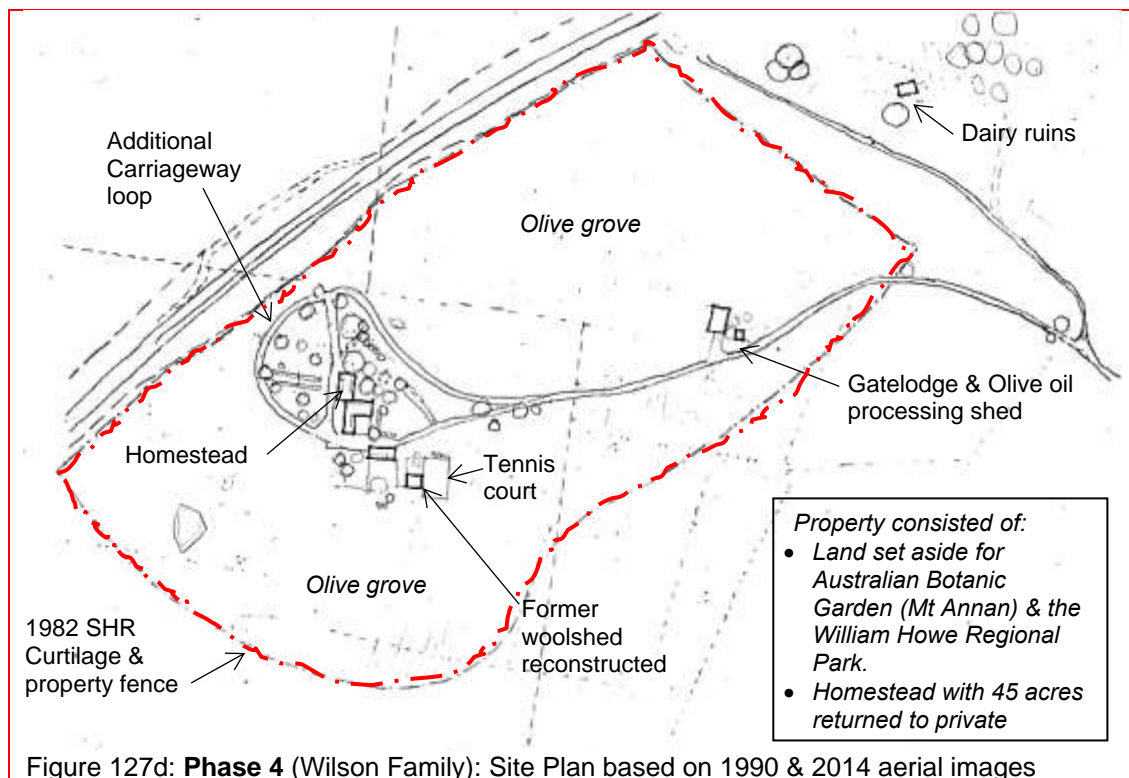 Additional
Carriageway
loop
Dairy ruins
Olive grove
Gatelodge & Olive oil
processing shed
Homestead
Tennis
court
Olive grove
Former
woolshed
reconstructed
1982 SHR
Curtilage &
property fence
Property consisted of:
• Land set aside for
Australian Botanic
Garden (Mt Annan) & the
William Howe Regional
Park.
• Homestead with 45 acres
returned to private
Figure 127d: Phase 4 (Wilson Family): Site Plan based on 1990 & 2014 aerial images